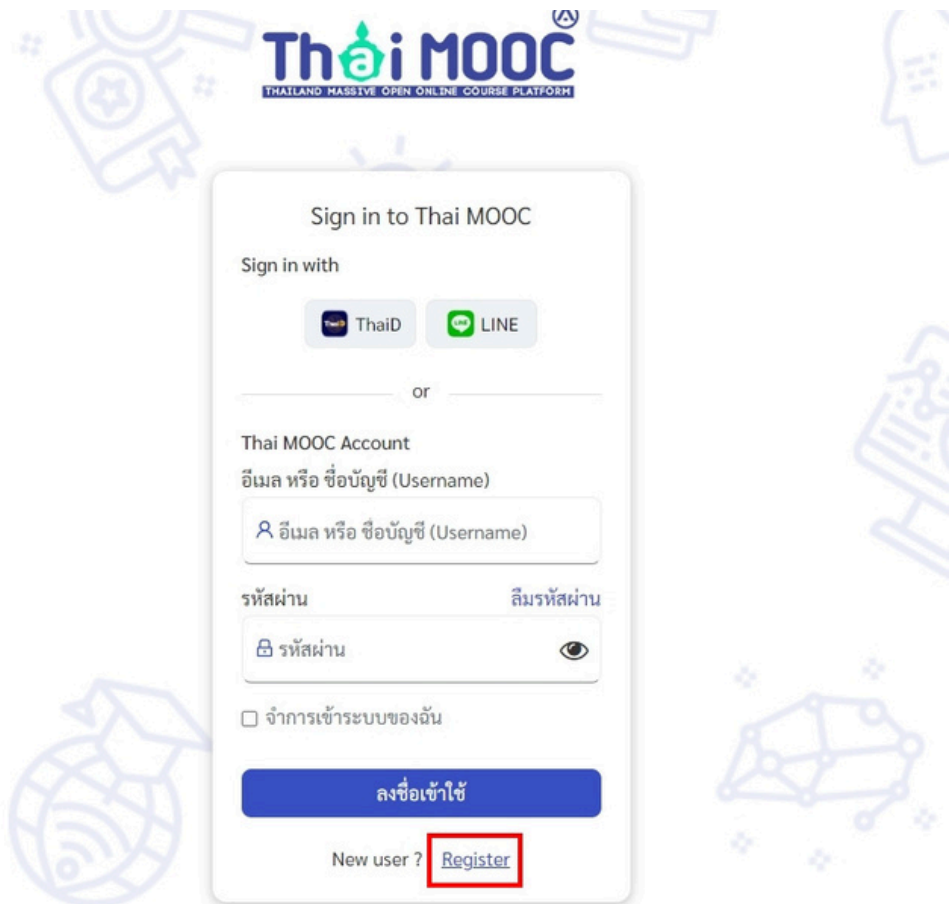 Thai MOOC
THAILAND MASSIVE OPEN ONLINE COURSE PLATFORM
Sign in to Thai MOOC
Sign in with
ThaiD LINE
or
Thai MOOC Account
อีเมล หรือ ชื่อบัญชี (Username)
อีเมล หรือ ชื่อบัญชี (Username)
รหัสผ่าน ลืมรหัสผ่าน
รหัสผ่าน
จำการเข้าระบบของฉัน
ลงชื่อเข้าใช้
New user ? Register